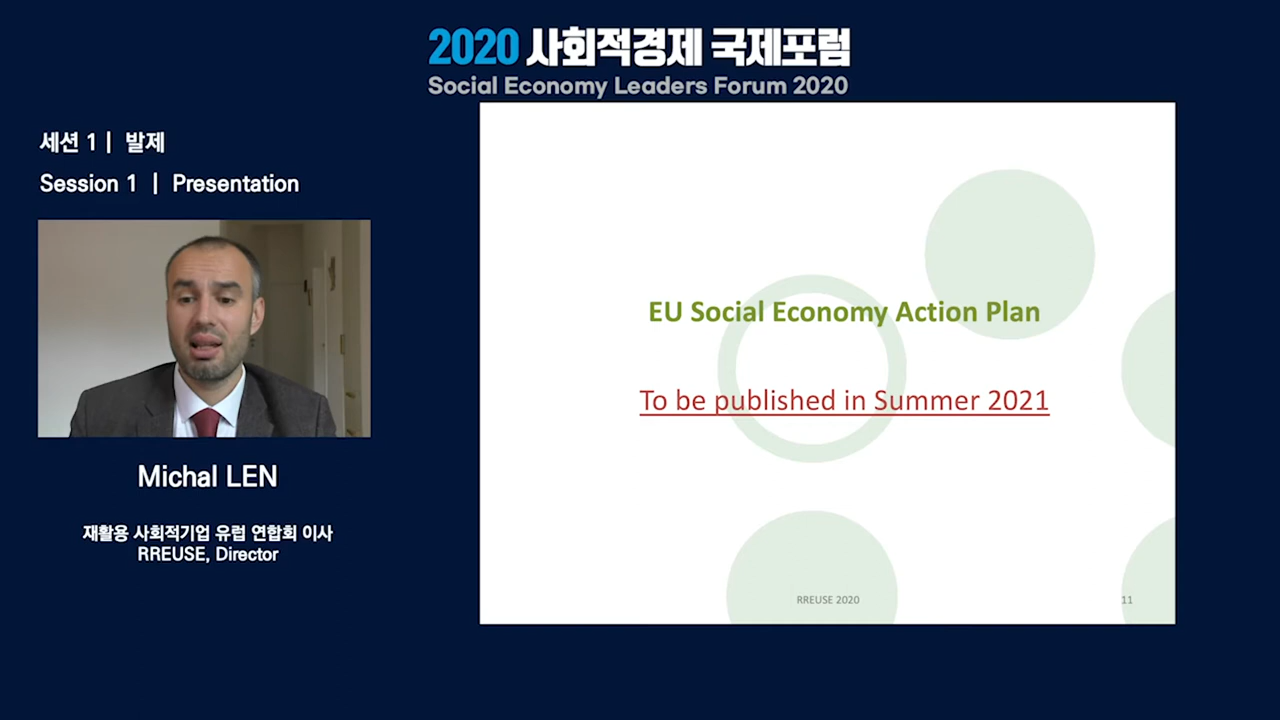 2020 사회적경제 국제포럼
Social Economy Leaders Forum 2020
세션 1 | 발제
Session 1 | Presentation
Michal LEN
재활용 사회적기업 유럽 연합회 이사
RREUSE, Director
EU Social Economy Action Plan
To be published in Summer 2021
RREUSE 2020
11